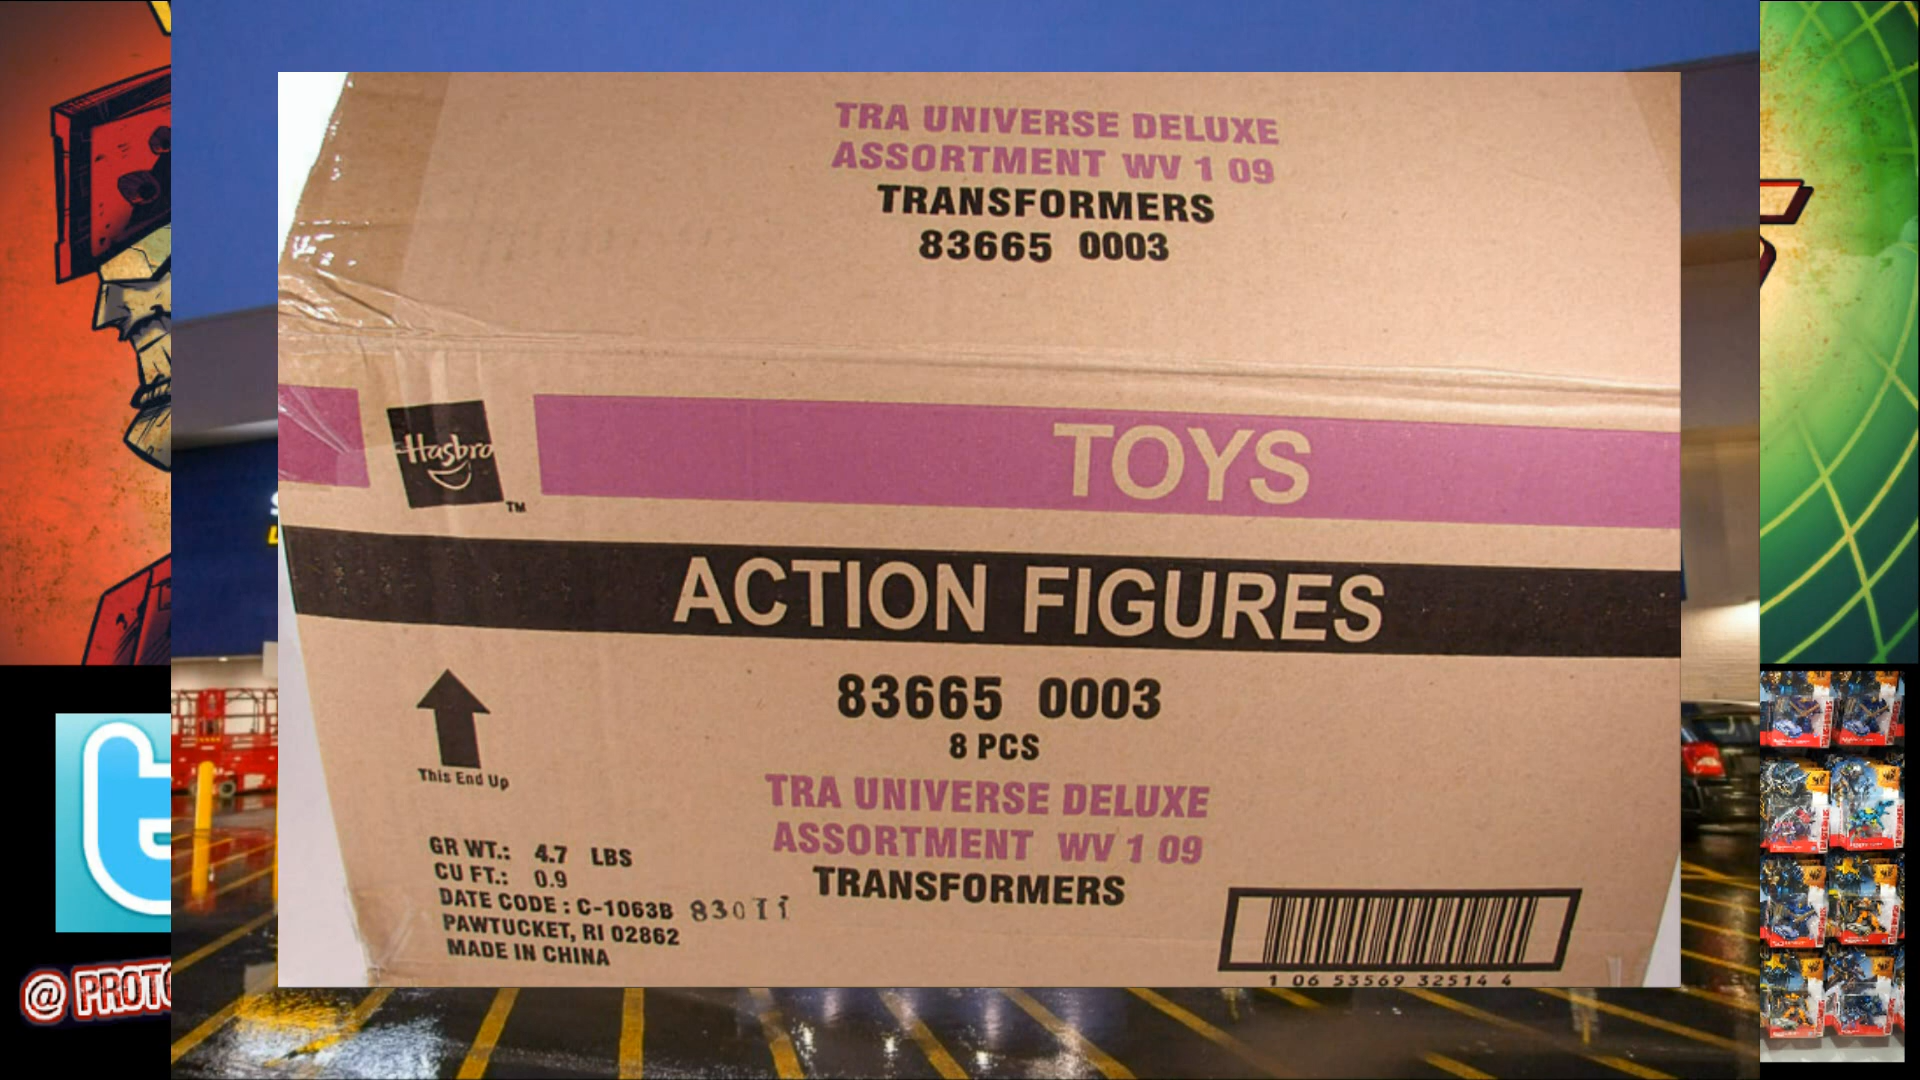 TRA UNIVERSE DELUXE
ASSORTMENT WV 1 09
TRANSFORMERS
83665 0003
Hasbro
TM
TOYS
ACTION FIGURES
83665 0003
8 PCS
This End Up
TRA UNIVERSE DELUXE
ASSORTMENT WV 1 09
TRANSFORMERS
GR WT.: 4.7 LBS
CU FT.: 0.9
DATE CODE : C-1063B 83011
PAWTUCKET, RI 02862
MADE IN CHINA
1 06 53569 32514 4
@ PROTO